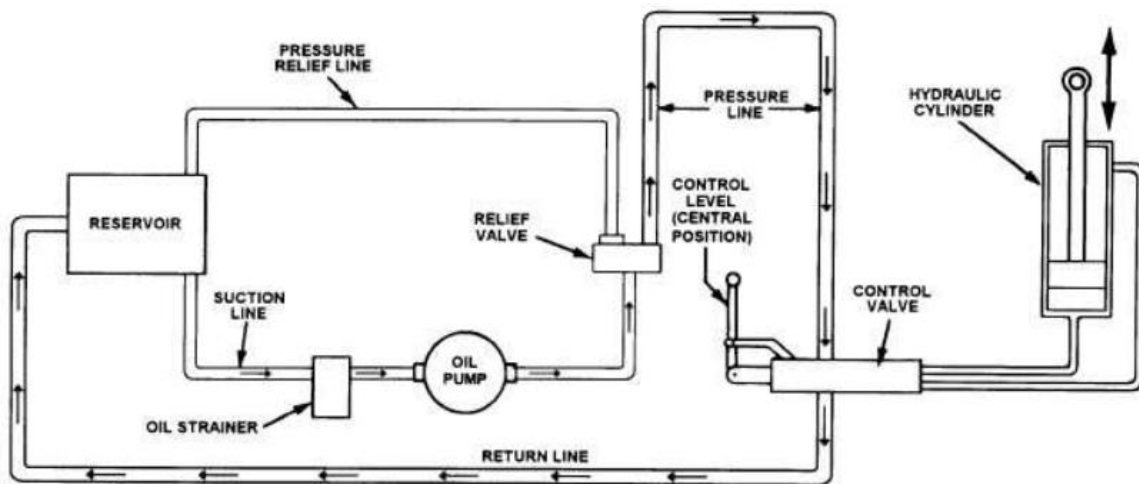 PRESSURE
RELIEF LINE
PRESSURE
LINE
HYDRAULIC
CYLINDER
RESERVOIR
RELIEF
VALVE
CONTROL
LEVEL
(CENTRAL
POSITION)
SUCTION
LINE
CONTROL
VALVE
OIL
PUMP
OIL STRAINER
RETURN LINE